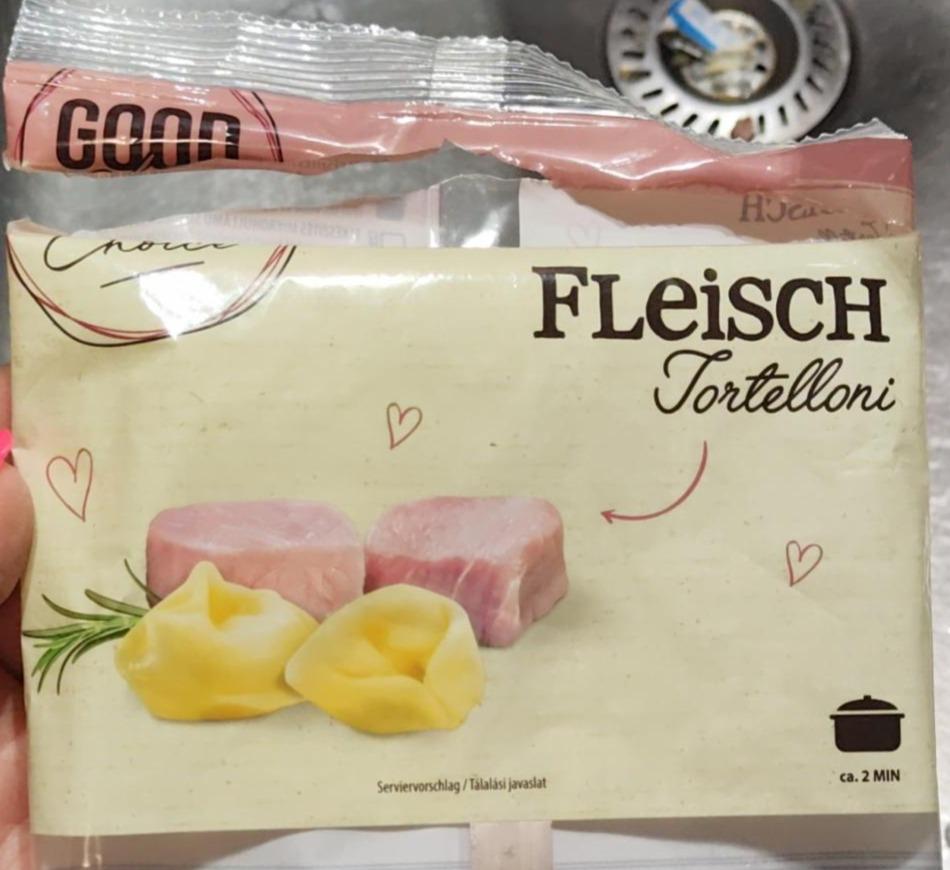 GOOD
Choice
FLeiSCH
Tortelloni
ca. 2 MIN
Serviervorschlag / Tálalási javaslat